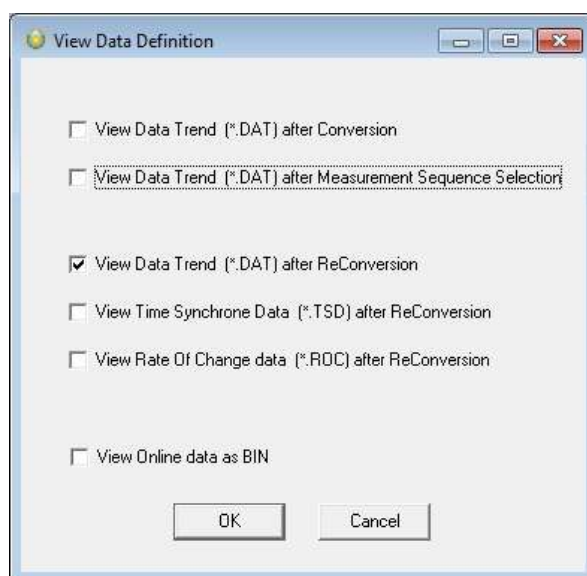 View Data Definition
View Data Trend (*.DAT) after Conversion
View Data Trend (*.DAT) after Measurement Sequence Selection
View Data Trend (*.DAT) after ReConversion
View Time Synchrone Data (*.TSD) after ReConversion
View Rate Of Change data (*.ROC) after ReConversion
View Online data as BIN
OK Cancel